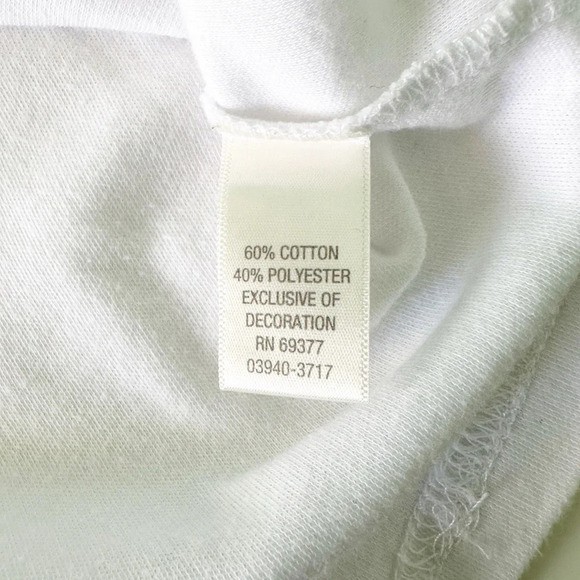 60% COTTON
40% POLYESTER
EXCLUSIVE OF
DECORATION
RN 69377
03940-3717